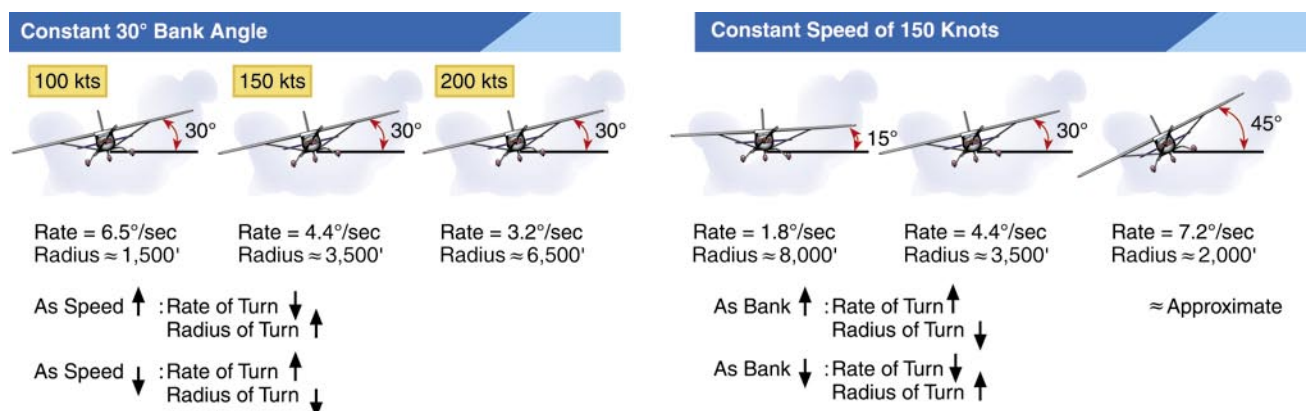 Constant 30° Bank Angle
100 kts 150 kts 200 kts
30° 30° 30°
Rate = 6.5°/sec Rate = 4.4°/sec Rate = 3.2°/sec
Radius ≈ 1,500' Radius ≈ 3,500' Radius ≈ 6,500'
As Speed ↑ : Rate of Turn ↓
Radius of Turn ↑
As Speed ↓ : Rate of Turn ↑
Radius of Turn ↓
Constant Speed of 150 Knots
15° 30° 45°
Rate = 1.8°/sec Rate = 4.4°/sec Rate = 7.2°/sec
Radius ≈ 8,000' Radius ≈ 3,500' Radius ≈ 2,000'
As Bank ↑ : Rate of Turn ↑ ≈ Approximate
Radius of Turn ↓
As Bank ↓ : Rate of Turn ↓
Radius of Turn ↑